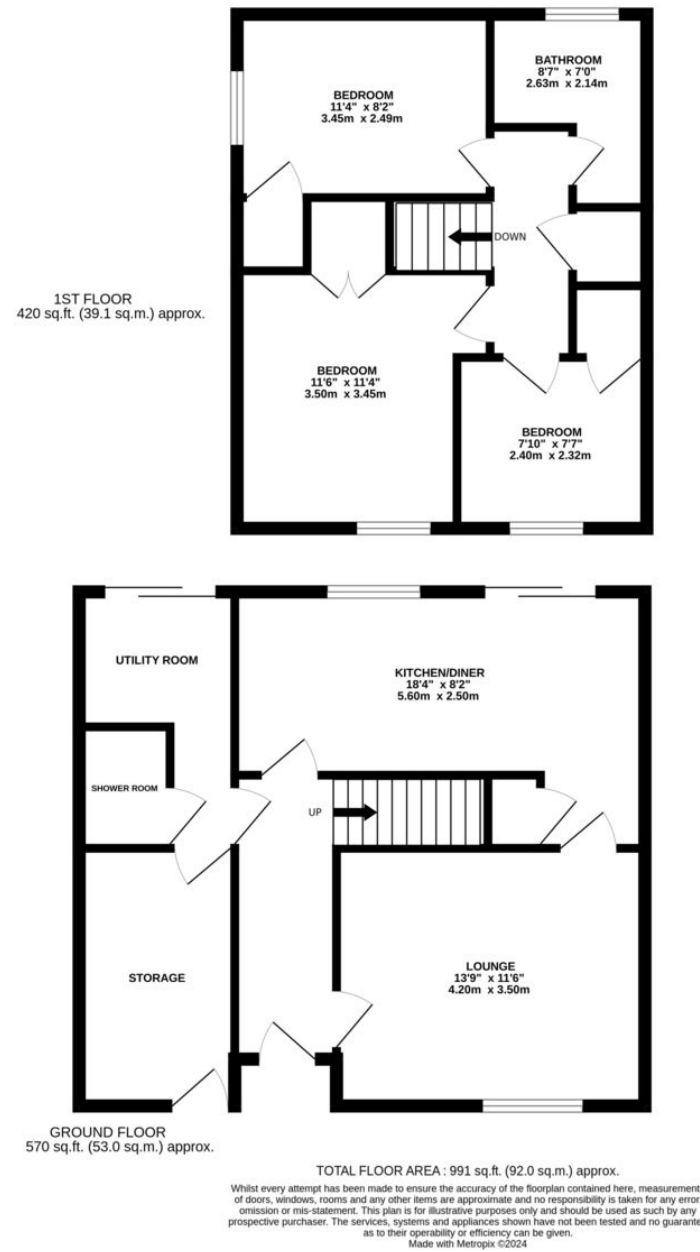 BATHROOM
8'7" x 7'0"
2.63m x 2.14m
BEDROOM
11'4" x 8'2"
3.45m x 2.49m
DOWN
1ST FLOOR
420 sq.ft. (39.1 sq.m.) approx.
BEDROOM
11'6" x 11'4"
3.50m x 3.45m
BEDROOM
7'10" x 7'7"
2.40m x 2.32m
UTILITY ROOM
KITCHEN/DINER
18'4" x 8'2"
5.60m x 2.50m
SHOWER ROOM
UP
STORAGE
LOUNGE
13'9" x 11'6"
4.20m x 3.50m
GROUND FLOOR
570 sq.ft. (53.0 sq.m.) approx.
TOTAL FLOOR AREA : 991 sq.ft. (92.0 sq.m.) approx.
Whilst every attempt has been made to ensure the accuracy of the floorplan contained here, measurement
of doors, windows, rooms and any other items are approximate and no responsibility is taken for any error
omission or mis-statement. This plan is for illustrative purposes only and should be used as such by any
prospective purchaser. The services, systems and appliances shown have not been tested and no guarante
as to their operability or efficiency can be given.
Made with Metropix ©2024